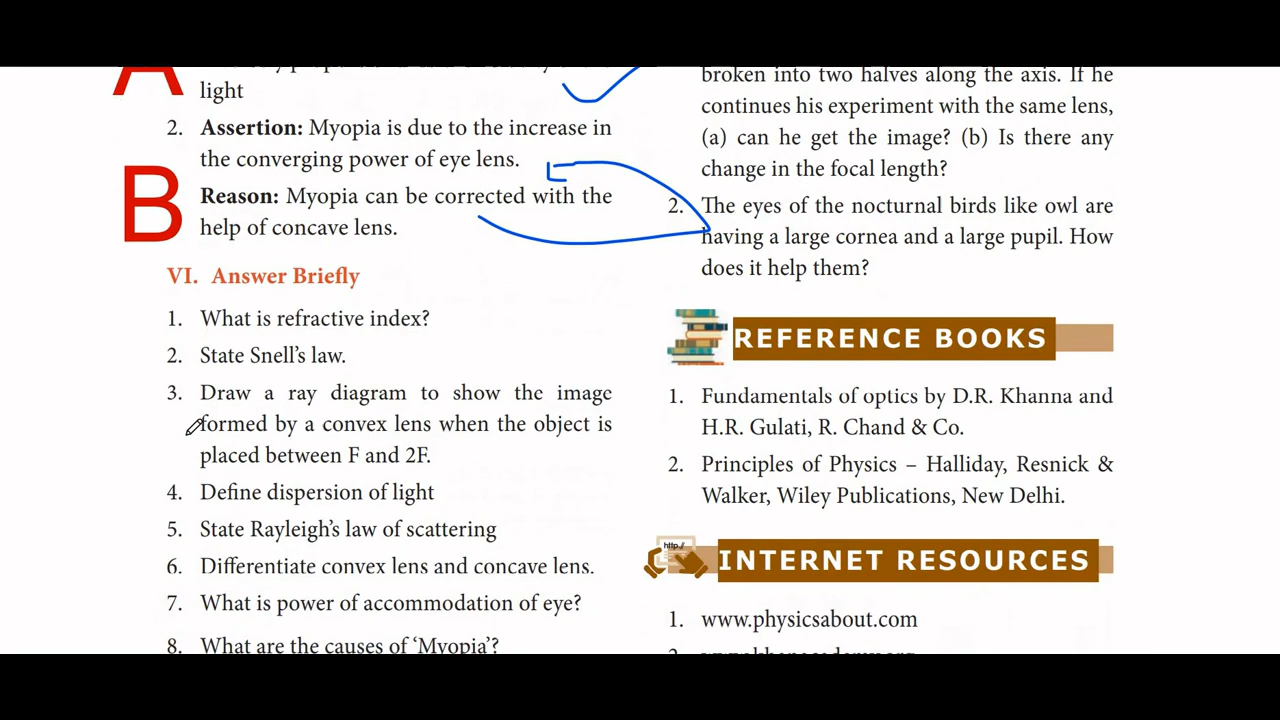 A
light
2. Assertion: Myopia is due to the increase in
the converging power of eye lens.
B
Reason: Myopia can be corrected with the
help of concave lens.
VI. Answer Briefly
1. What is refractive index?
2. State Snell's law.
3. Draw a ray diagram to show the image
formed by a convex lens when the object is
placed between F and 2F.
4. Define dispersion of light
5. State Rayleigh's law of scattering
6. Differentiate convex lens and concave lens.
7. What is power of accommodation of eye?
8. What are the causes of 'Myopia'?
broken into two halves along the axis. If he
continues his experiment with the same lens,
(a) can he get the image? (b) Is there any
change in the focal length?
2. The eyes of the nocturnal birds like owl are
having a large cornea and a large pupil. How
does it help them?
REFERENCE BOOKS
1. Fundamentals of optics by D.R. Khanna and
H.R. Gulati, R. Chand & Co.
2. Principles of Physics – Halliday, Resnick &
Walker, Wiley Publications, New Delhi.
http://
INTERNET RESOURCES
1. www.physicsabout.com
2.